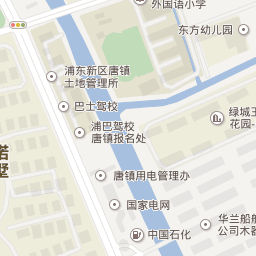 外国语小学
东方幼儿园
浦东新区唐镇
土地管理所
巴士驾校
绿城玉
花园-
浦巴驾校
唐镇报名处
诺
墅
唐镇用电管理办
国家电网
华兰船舶
公司木器
中国石化